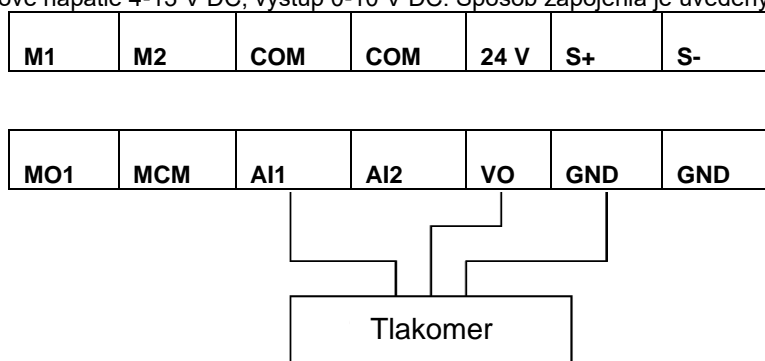 napätie 4-15 V DC, výstup 0-10 V DC. Spôsob zapojenia je uvedený
M1 M2 COM COM 24 V S+ S-
MO1 MCM AI1 AI2 VO GND GND
Tlakomer